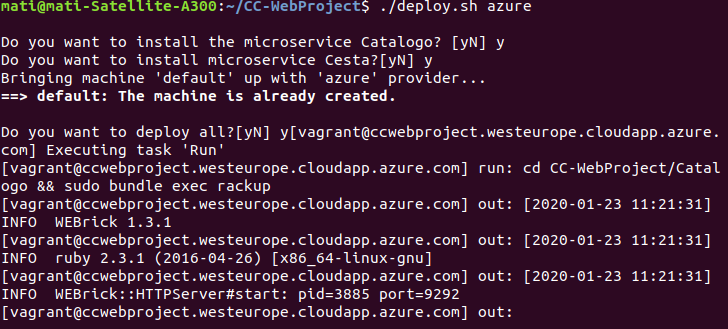 mati@mati-Satellite-A300:~/CC-WebProject$ ./deploy.sh azure
Do you want to install the microservice Catalogo? [yN] y
Do you want to install microservice Cesta?[yN] y
Bringing machine 'default' up with 'azure' provider...
==> default: The machine is already created.
Do you want to deploy all?[yN] y[vagrant@ccwebproject.westeurope.cloudapp.azure.
com] Executing task 'Run'
[vagrant@ccwebproject.westeurope.cloudapp.azure.com] run: cd CC-WebProject/Catal
ogo && sudo bundle exec rackup
[vagrant@ccwebproject.westeurope.cloudapp.azure.com] out: [2020-01-23 11:21:31]
INFO  WEBrick 1.3.1
[vagrant@ccwebproject.westeurope.cloudapp.azure.com] out: [2020-01-23 11:21:31]
INFO  ruby 2.3.1 (2016-04-26) [x86_64-linux-gnu]
[vagrant@ccwebproject.westeurope.cloudapp.azure.com] out: [2020-01-23 11:21:31]
INFO  WEBrick::HTTPServer#start: pid=3885 port=9292
[vagrant@ccwebproject.westeurope.cloudapp.azure.com] out: